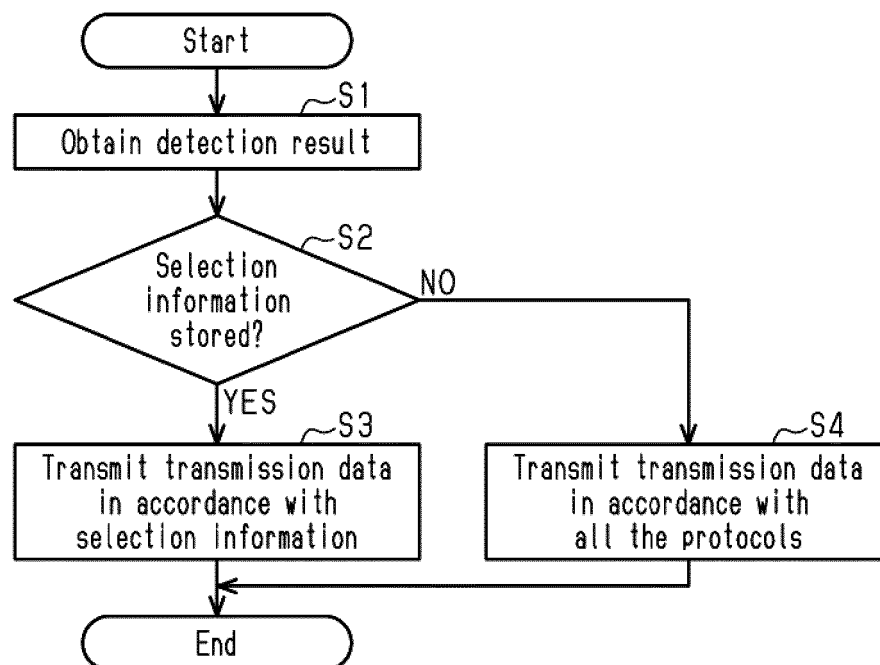 Start
S1
Obtain detection result
S2
Selection
information
stored?
NO
YES
S3
Transmit transmission data
in accordance with
selection information
S4
Transmit transmission data
in accordance with
all the protocols
End